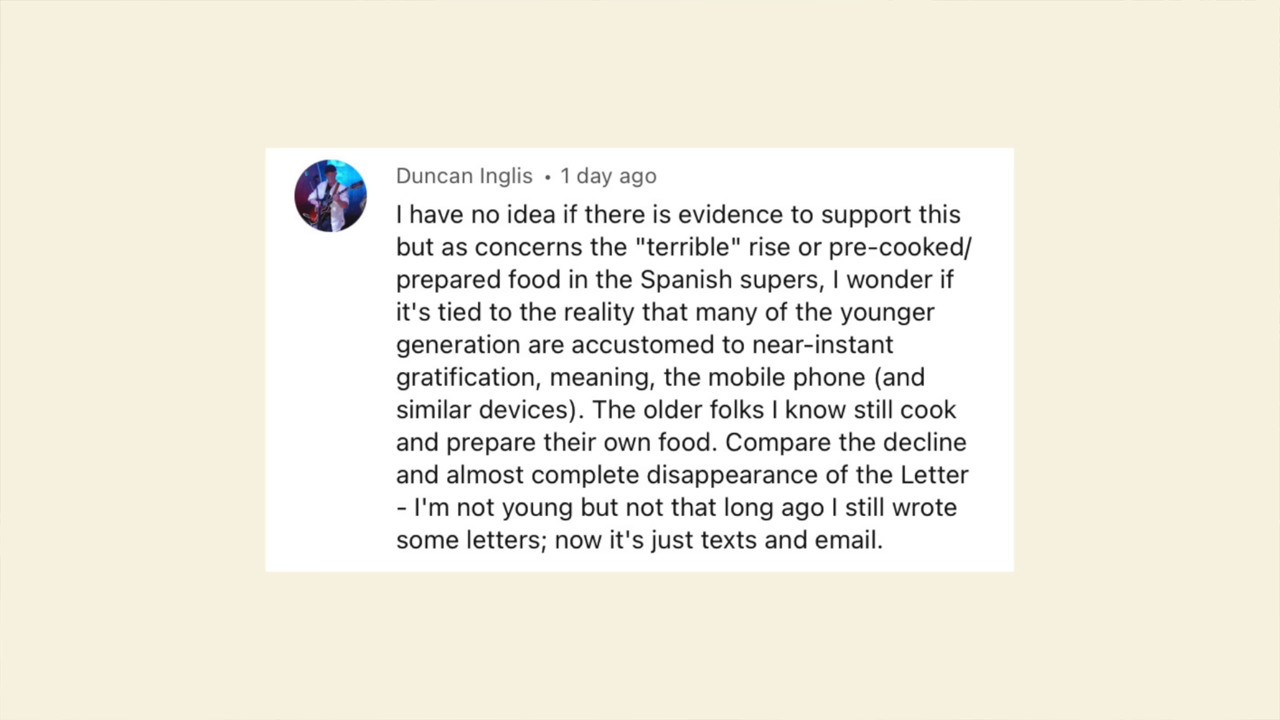 Duncan Inglis • 1 day ago
I have no idea if there is evidence to support this
but as concerns the "terrible" rise or pre-cooked/
prepared food in the Spanish supers, I wonder if
it's tied to the reality that many of the younger
generation are accustomed to near-instant
gratification, meaning, the mobile phone (and
similar devices). The older folks I know still cook
and prepare their own food. Compare the decline
and almost complete disappearance of the Letter
- I'm not young but not that long ago I still wrote
some letters; now it's just texts and email.